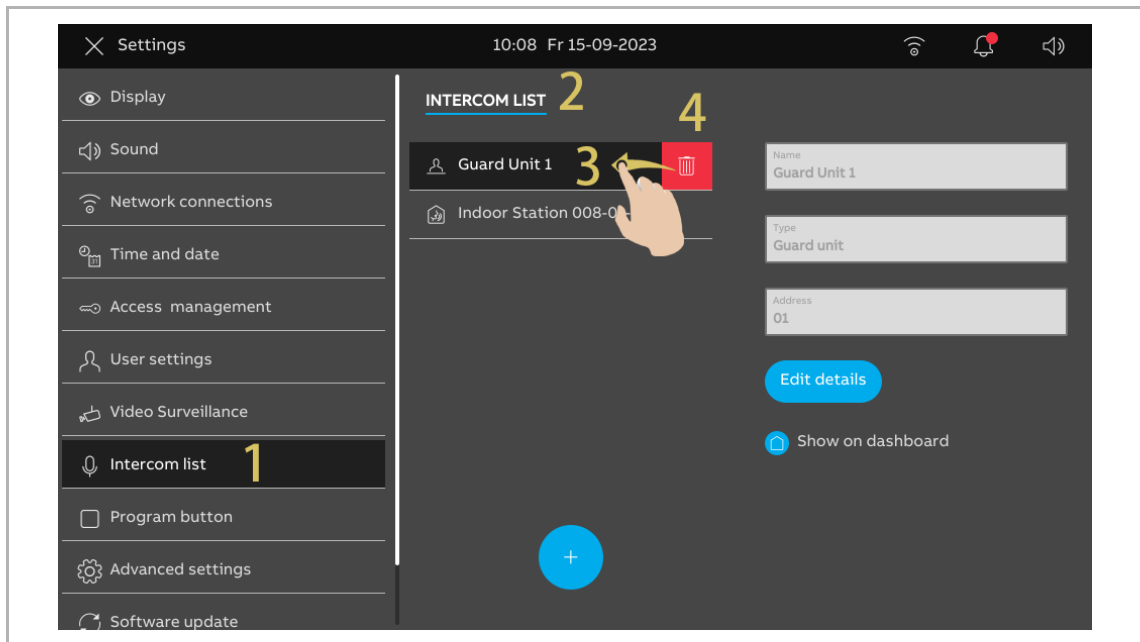 Settings
10:08 Fr 15-09-2023
Display
Sound
Network connections
Time and date
31
Access management
User settings
Video Surveillance
Intercom list
1
Program button
Advanced settings
Software update
INTERCOM LIST 2
4
Guard Unit 1 3
Indoor Station 008-0
Name
Guard Unit 1
Type
Guard unit
Address
01
Edit details
Show on dashboard
+